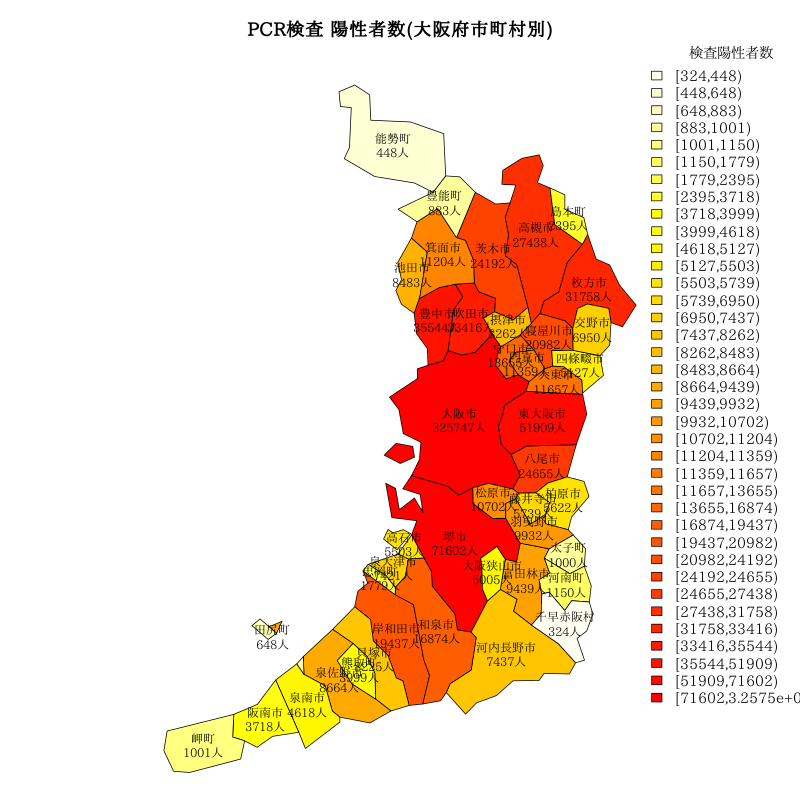 PCR検査 陽性者数(大阪府市町村別)
検査陽性者数
[324,448)
[448,648)
[648,883)
[883,1001)
[1001,1150)
[1150,1779)
[1779,2395)
[2395,3718)
[3718,3999)
[3999,4618)
[4618,5127)
[5127,5503)
[5503,5739)
[5739,6950)
[6950,7437)
[7437,8262)
[8262,8483)
[8483,8664)
[8664,9439)
[9439,9932)
[9932,10702)
[10702,11204)
[11204,11359)
[11359,11657)
[11657,13655)
[13655,16874)
[16874,19437)
[19437,20982)
[20982,24192)
[24192,24655)
[24655,27438)
[27438,31758)
[31758,33416)
[33416,35544)
[35544,51909)
[51909,71602)
[71602,3.2575e+0
能勢町
448人
豊能町
883人
島本町
2395人
高槻市
27438人
茨木市
24192人
箕面市
11204人
池田市
8483人
枚方市
31758人
豊中市
35544人
吹田市
33416人
摂津市
8262人
寝屋川市
20982人
交野市
6950人
守口市
13655人
門真市
11359人
四條畷市
5127人
大東市
11657人
大阪市
325747人
東大阪市
51909人
八尾市
24655人
松原市
10702人
藤井寺市
5739人
柏原市
5622人
羽曳野市
9932人
高石市
5503人
堺市
71602人
太子町
1000人
泉大津市
忠岡町
1779人
大阪狭山市
5005人
富田林市
9439人
河南町
1150人
千早赤阪村
324人
田尻町
648人
岸和田市
19437人
和泉市
16874人
河内長野市
7437人
貝塚市
熊取町
3999人
泉佐野市
8664人
泉南市
4618人
阪南市
3718人
岬町
1001人